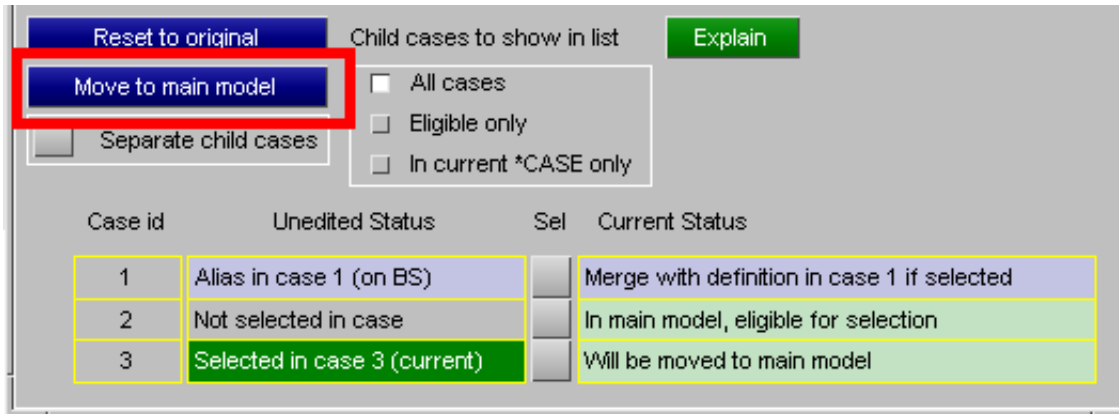 Reset to original Child cases to show in list Explain
Move to main model All cases
Eligible only
Separate child cases
In current *CASE only
Case id Unedited Status Sel Current Status
1 Alias in case 1 (on BS) Merge with definition in case 1 if selected
2 Not selected in case In main model, eligible for selection
3 Selected in case 3 (current) Will be moved to main model